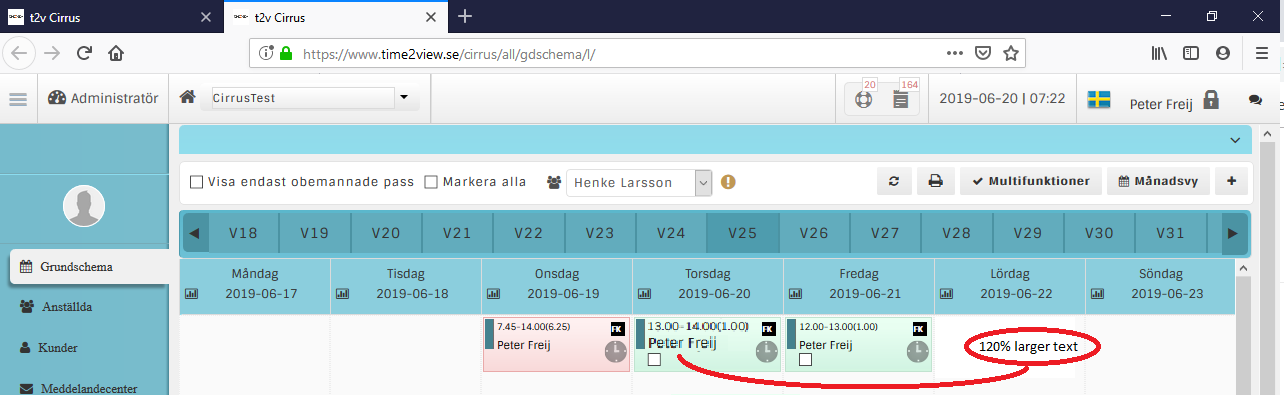 t2v Cirrus
t2v Cirrus
https://www.time2view.se/cirrus/all/gdschema/l/
Administratör
CirrusTest
20
164
2019-06-20 | 07:22
Peter Freij
Visa endast obemannade pass
Markera alla
Henke Larsson
Multifunktioner
Månadsvy
V18 V19 V20 V21 V22 V23 V24 V25 V26 V27 V28 V29 V30 V31
Måndag Tisdag Onsdag Torsdag Fredag Lördag Söndag
2019-06-17 2019-06-18 2019-06-19 2019-06-20 2019-06-21 2019-06-22 2019-06-23
Grundschema
Anställda
Kunder
Meddelandecenter
7.45-14.00(6.25) FK
Peter Freij
13.00-14.00(1.00) FK
Peter Freij
12.00-13.00(1.00) FK
Peter Freij
120% larger text